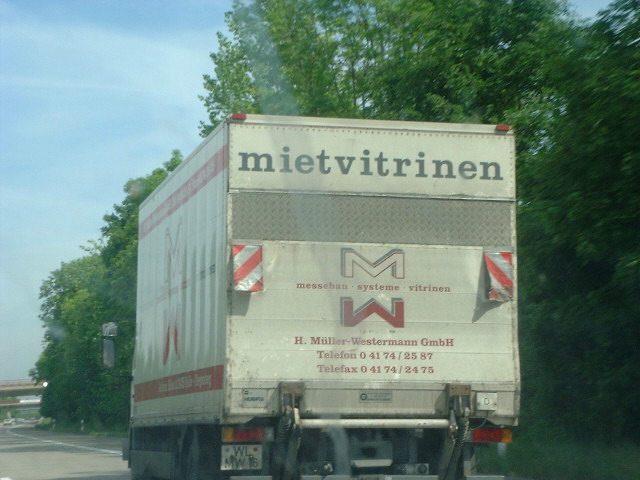 mietvitrinen
M
messebau · systeme · vitrinen
W
H. Müller-Westermann GmbH
Telefon 0 41 74 / 25 87
Telefax 0 41 74 / 24 75
D
WL